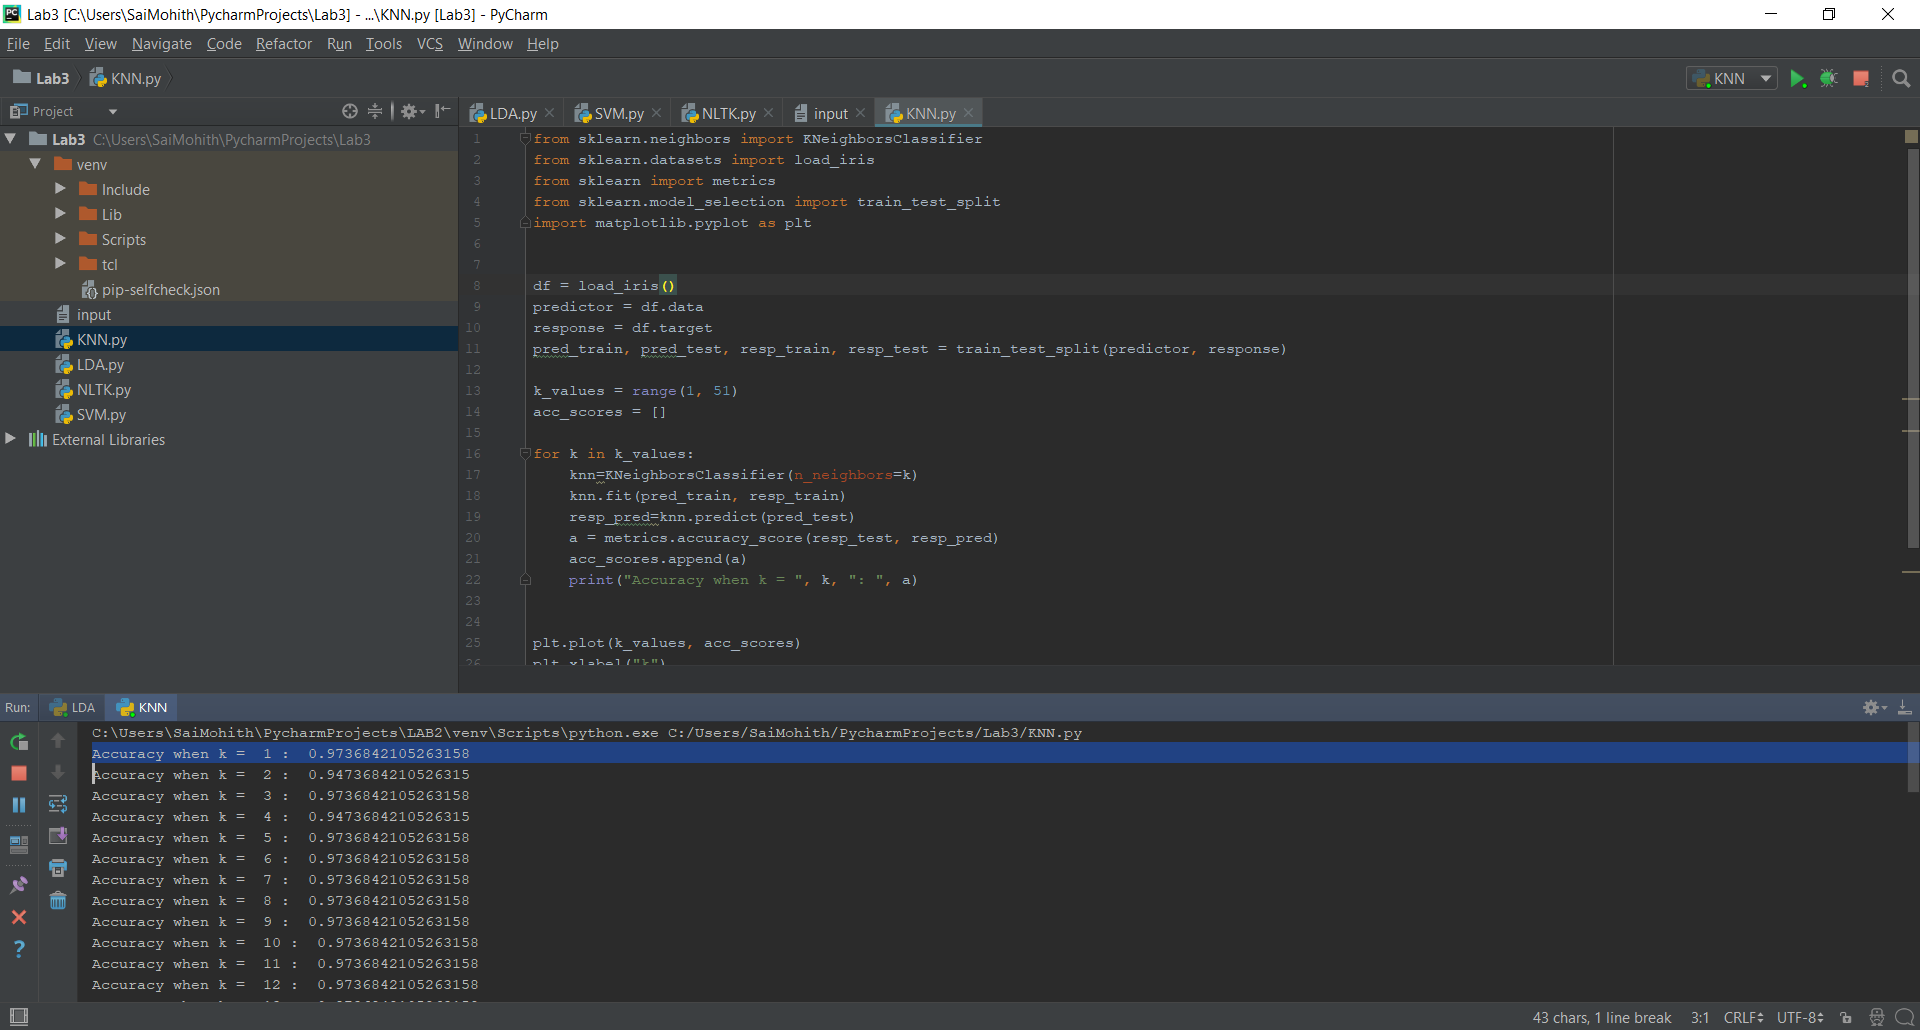 Lab3 [C:\Users\SaiMohith\PycharmProjects\Lab3] - ...\KNN.py [Lab3] - PyCharm
File Edit View Navigate Code Refactor Run Tools VCS Window Help
Lab3 KNN.py KNN
Project
LDA.py SVM.py NLTK.py input KNN.py
Lab3 C:\Users\SaiMohith\PycharmProjects\Lab3
venv
Include
Lib
Scripts
tcl
pip-selfcheck.json
input
KNN.py
LDA.py
NLTK.py
SVM.py
External Libraries
1 from sklearn.neighbors import KNeighborsClassifier
2 from sklearn.datasets import load_iris
3 from sklearn import metrics
4 from sklearn.model_selection import train_test_split
5 import matplotlib.pyplot as plt
6
7
8 df = load_iris()
9 predictor = df.data
10 response = df.target
11 pred_train, pred_test, resp_train, resp_test = train_test_split(predictor, response)
12
13 k_values = range(1, 51)
14 acc_scores = []
15
16 for k in k_values:
17 knn=KNeighborsClassifier(n_neighbors=k)
18 knn.fit(pred_train, resp_train)
19 resp_pred=knn.predict(pred_test)
20 a = metrics.accuracy_score(resp_test, resp_pred)
21 acc_scores.append(a)
22 print("Accuracy when k = ", k, ": ", a)
23
24
25 plt.plot(k_values, acc_scores)
26 plt.xlabel("k")
Run: LDA KNN
C:\Users\SaiMohith\PycharmProjects\LAB2\venv\Scripts\python.exe C:/Users/SaiMohith/PycharmProjects/Lab3/KNN.py
Accuracy when k =  1 :  0.9736842105263158
Accuracy when k =  2 :  0.9473684210526315
Accuracy when k =  3 :  0.9736842105263158
Accuracy when k =  4 :  0.9473684210526315
Accuracy when k =  5 :  0.9736842105263158
Accuracy when k =  6 :  0.9736842105263158
Accuracy when k =  7 :  0.9736842105263158
Accuracy when k =  8 :  0.9736842105263158
Accuracy when k =  9 :  0.9736842105263158
Accuracy when k =  10 :  0.9736842105263158
Accuracy when k =  11 :  0.9736842105263158
Accuracy when k =  12 :  0.9736842105263158
43 chars, 1 line break 3:1 CRLF UTF-8